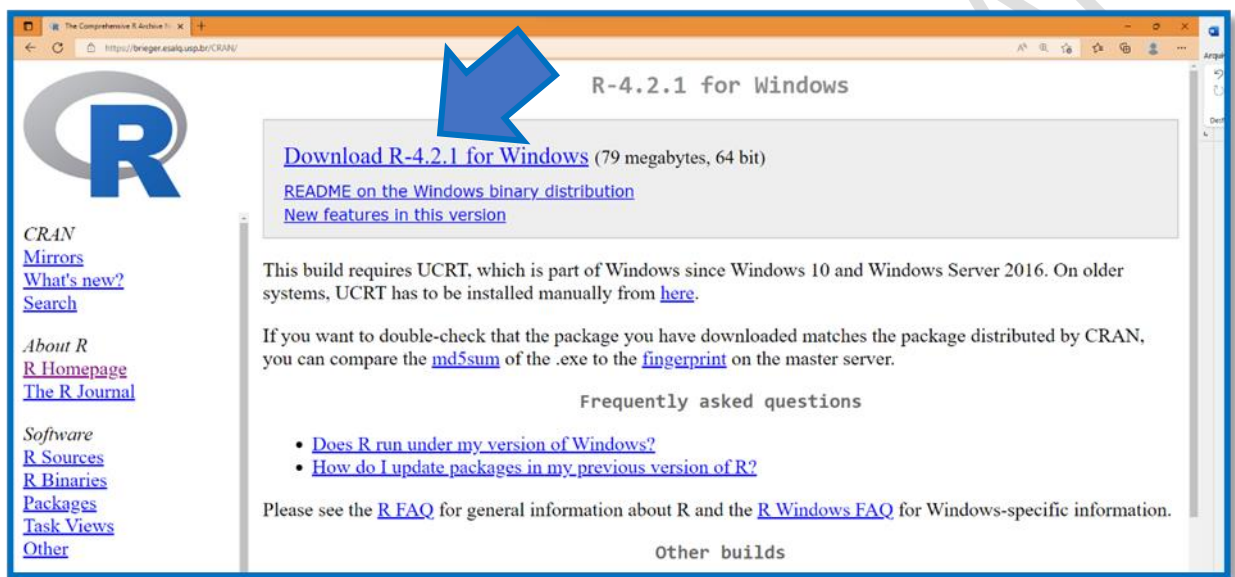 The Comprehensive R Archive N
https://brieger.esalq.usp.br/CRAN/
R
CRAN
Mirrors
What's new?
Search
About R
R Homepage
The R Journal
Software
R Sources
R Binaries
Packages
Task Views
Other
R-4.2.1 for Windows
Download R-4.2.1 for Windows (79 megabytes, 64 bit)
README on the Windows binary distribution
New features in this version
This build requires UCRT, which is part of Windows since Windows 10 and Windows Server 2016. On older
systems, UCRT has to be installed manually from here.
If you want to double-check that the package you have downloaded matches the package distributed by CRAN,
you can compare the md5sum of the .exe to the fingerprint on the master server.
Frequently asked questions
• Does R run under my version of Windows?
• How do I update packages in my previous version of R?
Please see the R FAQ for general information about R and the R Windows FAQ for Windows-specific information.
Other builds